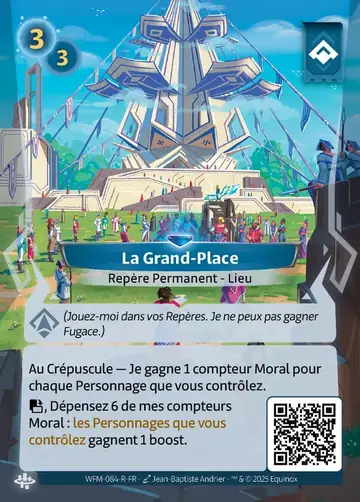 3
3
La Grand-Place
Repère Permanent - Lieu
(Jouez-moi dans vos Repères. Je ne peux pas gagner
Fugace.)
Au Crépuscule — Je gagne 1 compteur Moral pour
chaque Personnage que vous contrôlez.
, Dépensez 6 de mes compteurs
Moral : les Personnages que vous
contrôlez gagnent 1 boost.
WFM-084-R-FR - Jean-Baptiste Andrier - ™ & © 2025 Equinox